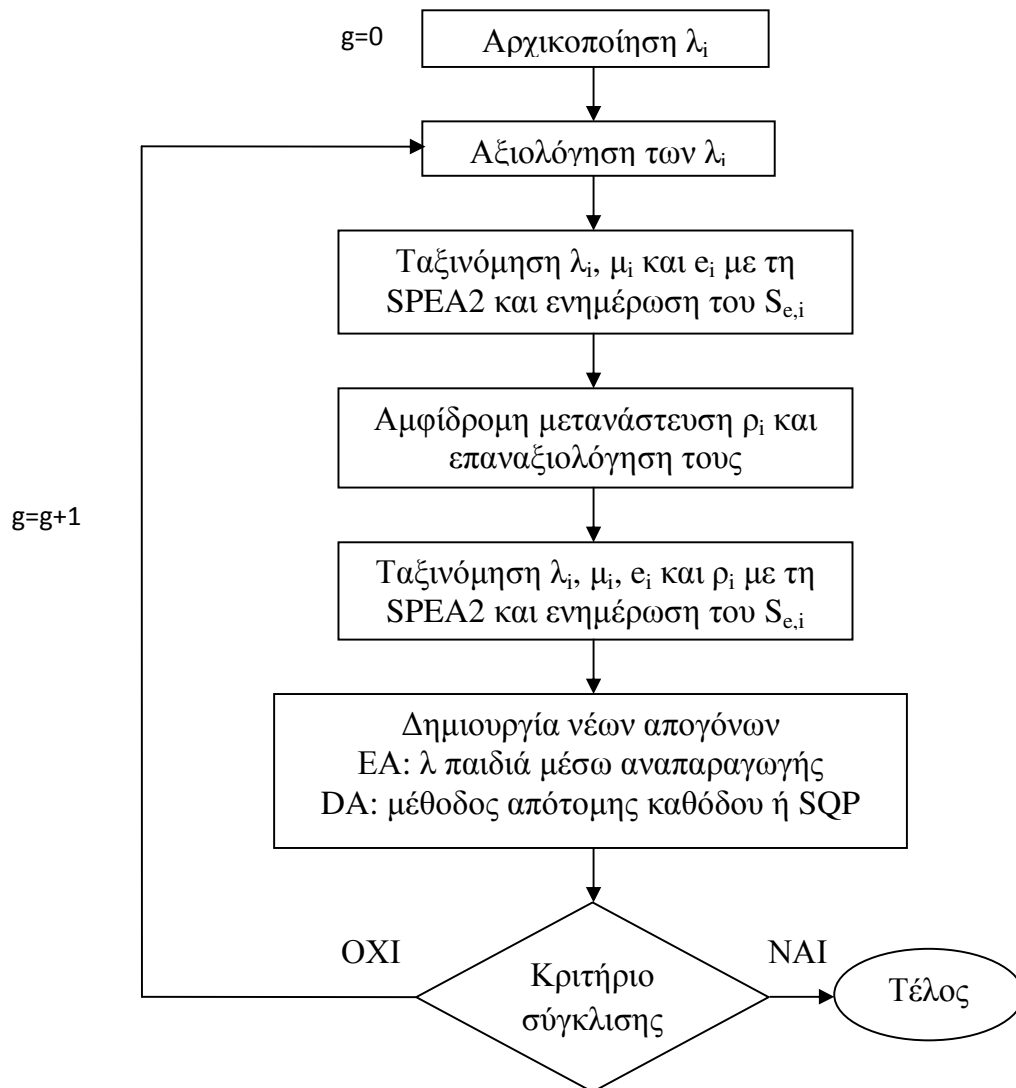 g=0
Αρχικοποίηση λi
Αξιολόγηση των λi
Ταξινόμηση λi, μi και ei με τη
SPEA2 και ενημέρωση του Se,i
Αμφίδρομη μετανάστευση ρi και
επαναξιολόγηση τους
g=g+1
Ταξινόμηση λi, μi, ei και ρi με τη
SPEA2 και ενημέρωση του Se,i
Δημιουργία νέων απογόνων
EA: λ παιδιά μέσω αναπαραγωγής
DA: μέθοδος απότομης καθόδου ή SQP
ΟΧΙ
ΝΑΙ
Κριτήριο
σύγκλισης
Τέλος